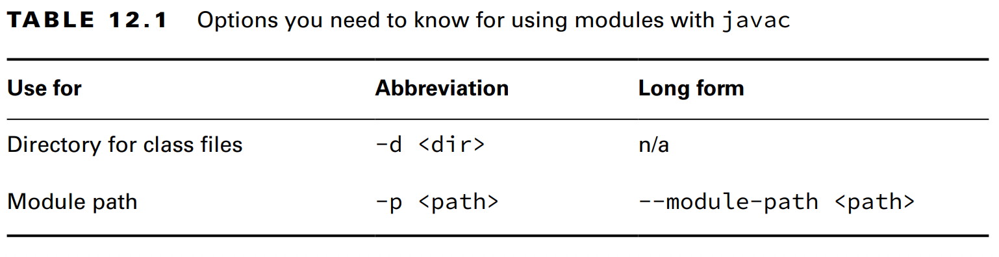 TABLE 12.1 Options you need to know for using modules with javac
Use for Abbreviation Long form
Directory for class files -d <dir> n/a
Module path -p <path> --module-path <path>